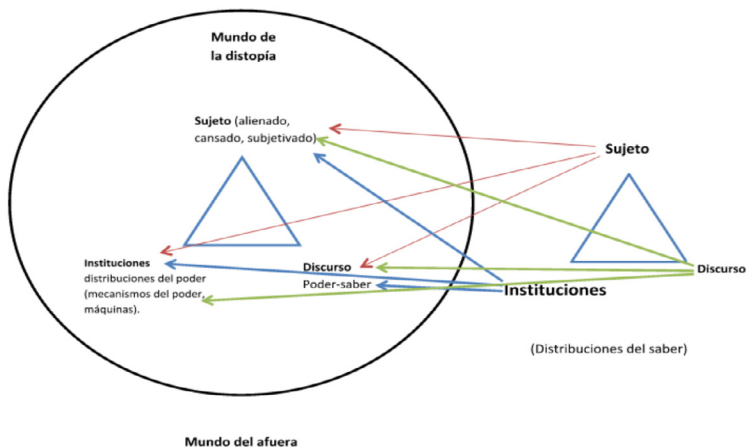 Mundo de
la distopía
Sujeto (alienado,
cansado, subjetivado)
Sujeto
Instituciones
distribuciones del poder
(mecanismos del poder,
máquinas).
Discurso
Poder-saber
Discurso
Instituciones
(Distribuciones del saber)
Mundo del afuera